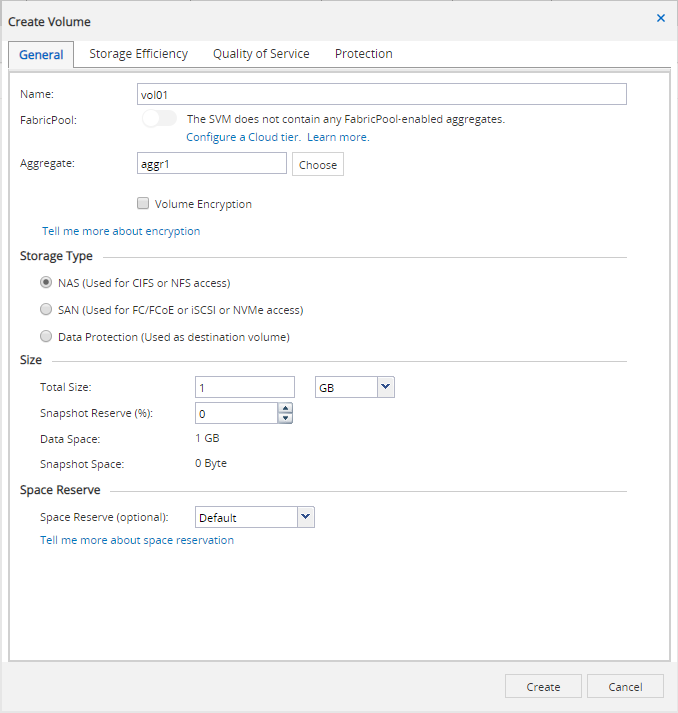 Create Volume
General Storage Efficiency Quality of Service Protection
Name: vol01
FabricPool: The SVM does not contain any FabricPool-enabled aggregates.
Configure a Cloud tier. Learn more.
Aggregate: aggr1 Choose
Volume Encryption
Tell me more about encryption
Storage Type
NAS (Used for CIFS or NFS access)
SAN (Used for FC/FCoE or iSCSI or NVMe access)
Data Protection (Used as destination volume)
Size
Total Size: 1 GB
Snapshot Reserve (%): 0
Data Space: 1 GB
Snapshot Space: 0 Byte
Space Reserve
Space Reserve (optional): Default
Tell me more about space reservation
Create Cancel